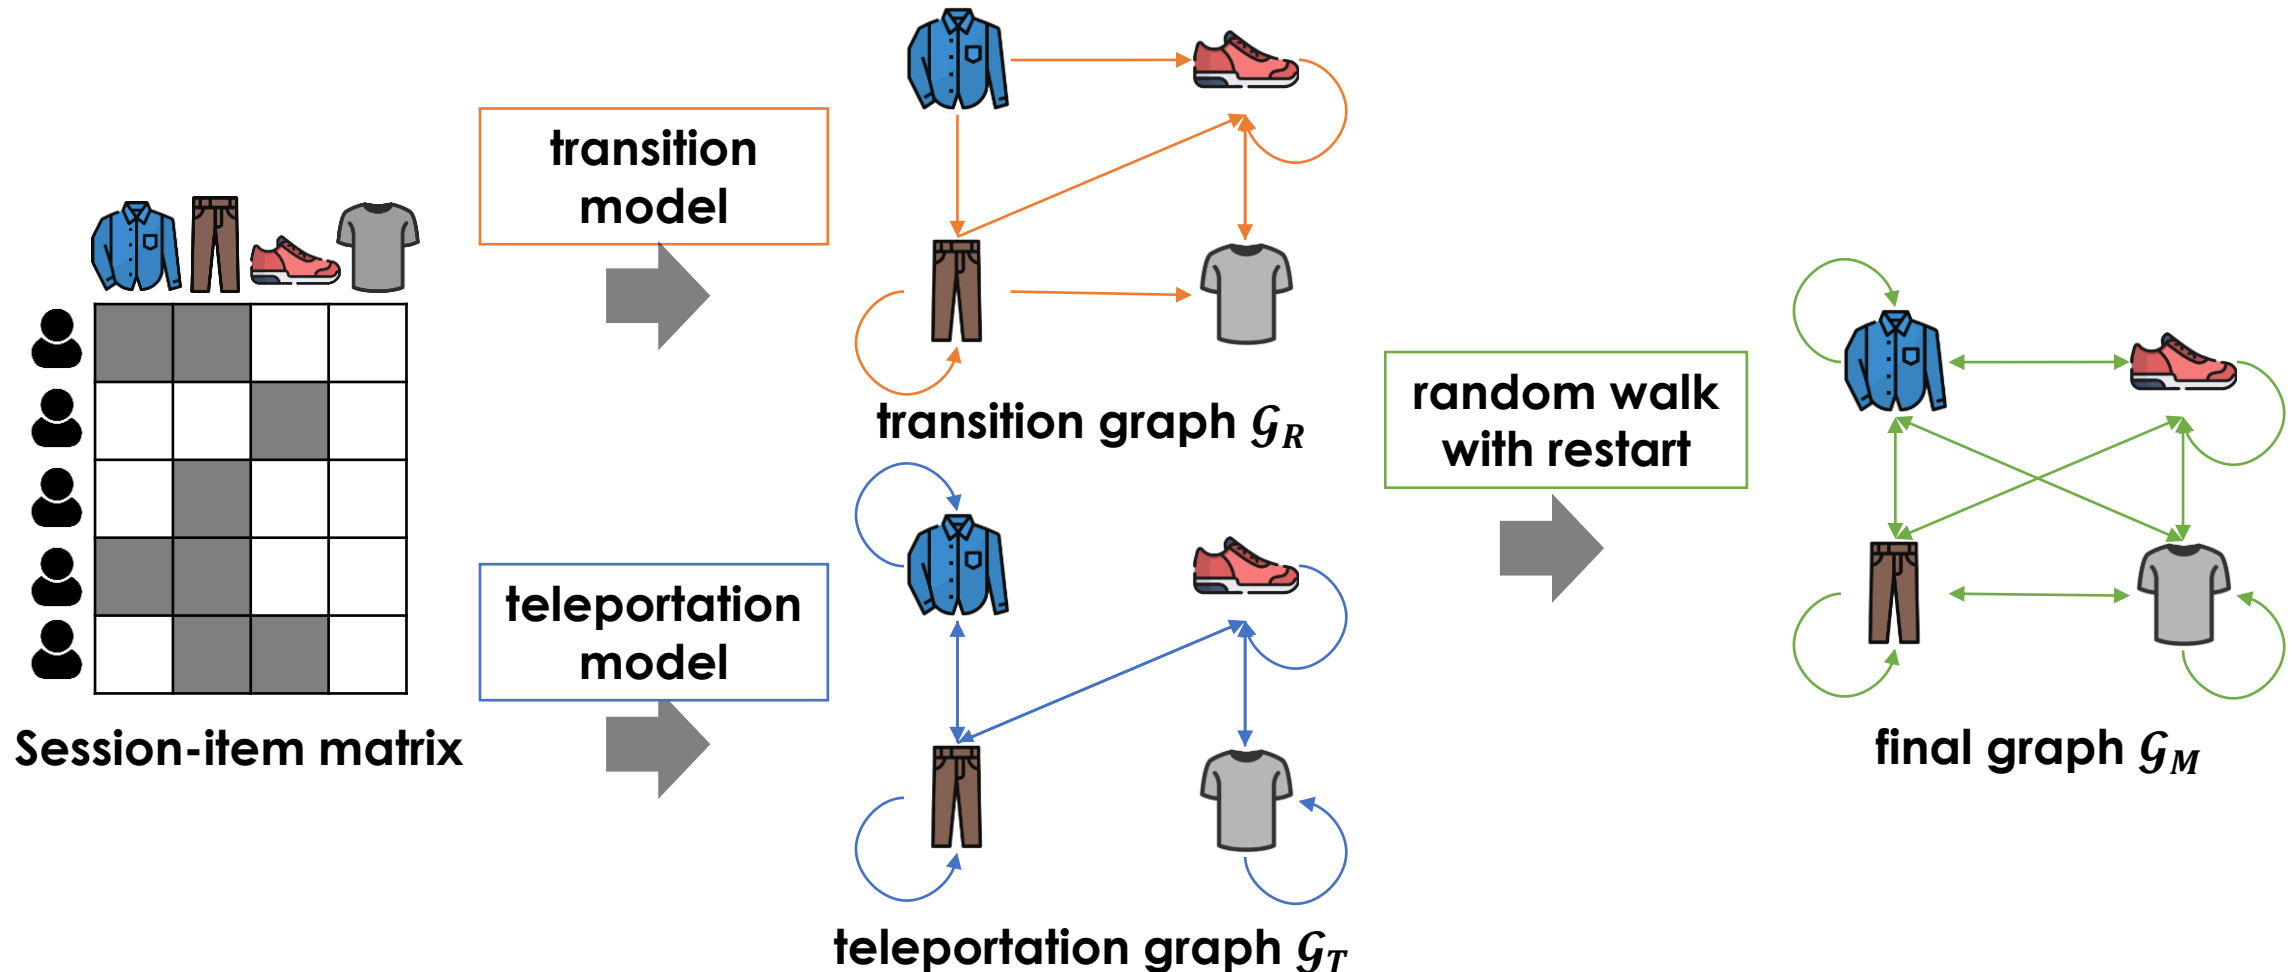 transition
model
transition graph 𝒢_R
Session-item matrix
teleportation
model
teleportation graph 𝒢_T
random walk
with restart
final graph 𝒢_M